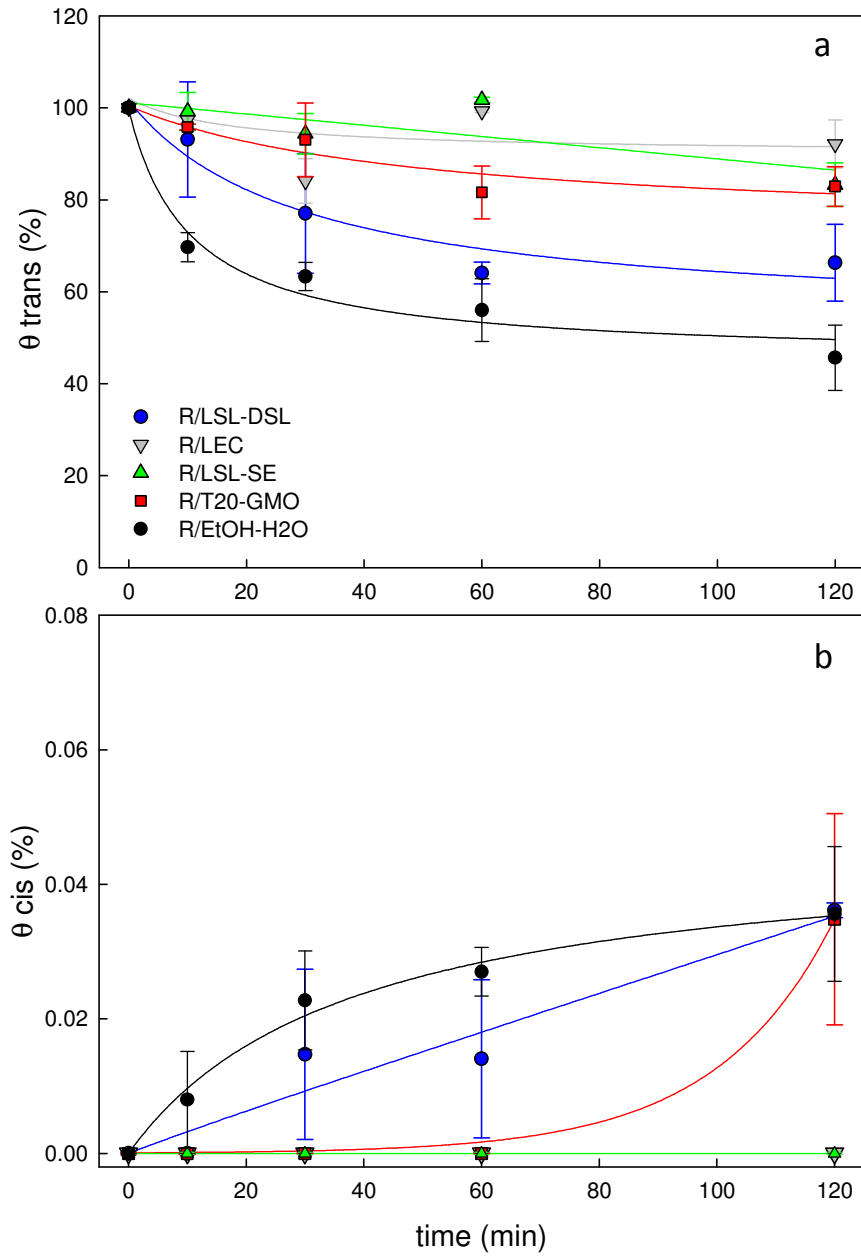 120
a
100
80
θ trans (%)
60
40
20
0
R/LSL-DSL
R/LEC
R/LSL-SE
R/T20-GMO
R/EtOH-H2O
0 20 40 60 80 100 120
0.08
b
0.06
θ cis (%)
0.04
0.02
0.00
0 20 40 60 80 100 120
time (min)